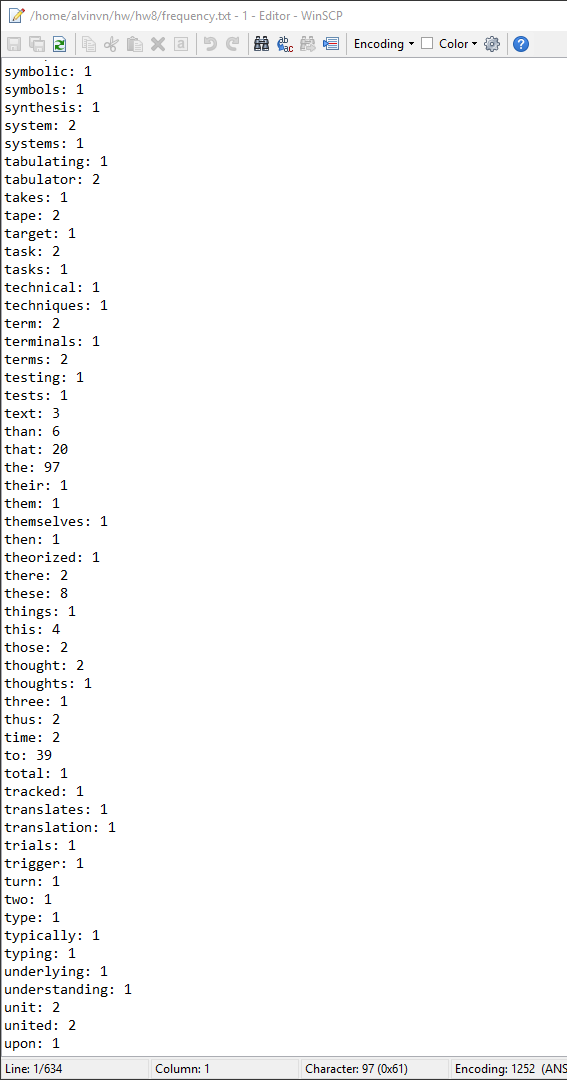 /home/alvinvn/hw/hw8/frequency.txt - 1 - Editor - WinSCP
Encoding Color
symbolic: 1
symbols: 1
synthesis: 1
system: 2
systems: 1
tabulating: 1
tabulator: 2
takes: 1
tape: 2
target: 1
task: 2
tasks: 1
technical: 1
techniques: 1
term: 2
terminals: 1
terms: 2
testing: 1
tests: 1
text: 3
than: 6
that: 20
the: 97
their: 1
them: 1
themselves: 1
then: 1
theorized: 1
there: 2
these: 8
things: 1
this: 4
those: 2
thought: 2
thoughts: 1
three: 1
thus: 2
time: 2
to: 39
total: 1
tracked: 1
translates: 1
translation: 1
trials: 1
trigger: 1
turn: 1
two: 1
type: 1
typically: 1
typing: 1
underlying: 1
understanding: 1
unit: 2
united: 2
upon: 1
Line: 1/634 Column: 1 Character: 97 (0x61) Encoding: 1252 (ANS